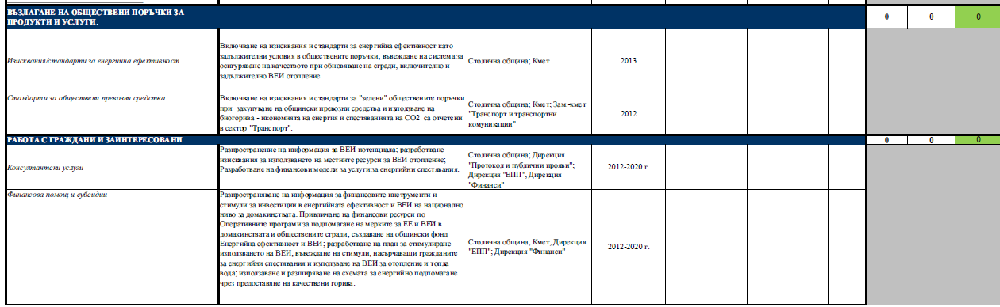 ВЪЗЛАГАНЕ НА ОБЩЕСТВЕНИ ПОРЪЧКИ ЗА
ПРОДУКТИ И УСЛУГИ:
0 0 0
Изисквания/стандарти за енергийна ефективност
Включване на изисквания и стандарти за енергийна ефективност като
задължителни условия в обществените поръчки; въвеждане на система за
осигуряване на качеството при обновяване на сгради, включително и
задължително ВЕИ отопление.
Столична община; Кмет
2013
Стандарти за обществени превозни средства
Включване на изисквания и стандарти за "зелени" обществените поръчки
при закупуване на общински превозни средства и използване на
биогорива - икономията на енергия и спестяванията на СО2 са отчетени
в сектор "Транспорт".
Столична община; Кмет; Зам.-кмет
"Транспорт и транспортни
комуникации"
2012
РАБОТА С ГРАЖДАНИ И ЗАИНТЕРЕСОВАНИ
0 0 0
Консултантски услуги
Разпространение на информация за ВЕИ потенциала; разработване
изисквания за използването на местните ресурси за ВЕИ отопление;
Разработване на финансови модели за услуги за енергийни спестявания.
Столична община; Дирекция
"Протокол и публични прояви";
Дирекция "ЕПП", Дирекция
"Финанси"
2012-2020 г.
Финансова помощ и субсидии
Разпространяване на информация за финансовите инструменти и
стимули за инвестиции в енергийната ефективност и ВЕИ на национално
ниво за домакинствата. Привличане на финансови ресурси по
Оперативните програми за подпомагане на мерките за ЕЕ и ВЕИ в
домакинствата и обществените сгради; създаване на общински фонд
Енергийна ефективност и ВЕИ; разработване на план за стимулиране
използването на ВЕИ; въвеждане на стимули, насърчаващи гражданите
за енергийни спестявания и използване на ВЕИ за отопление и топла
вода; използване и разширяване на схемата за енергийно подпомагане
чрез предоставяне на качествени горива.
Столична община; Кмет; Дирекция
"ЕПП"; Дирекция "Финанси"
2012-2020 г.